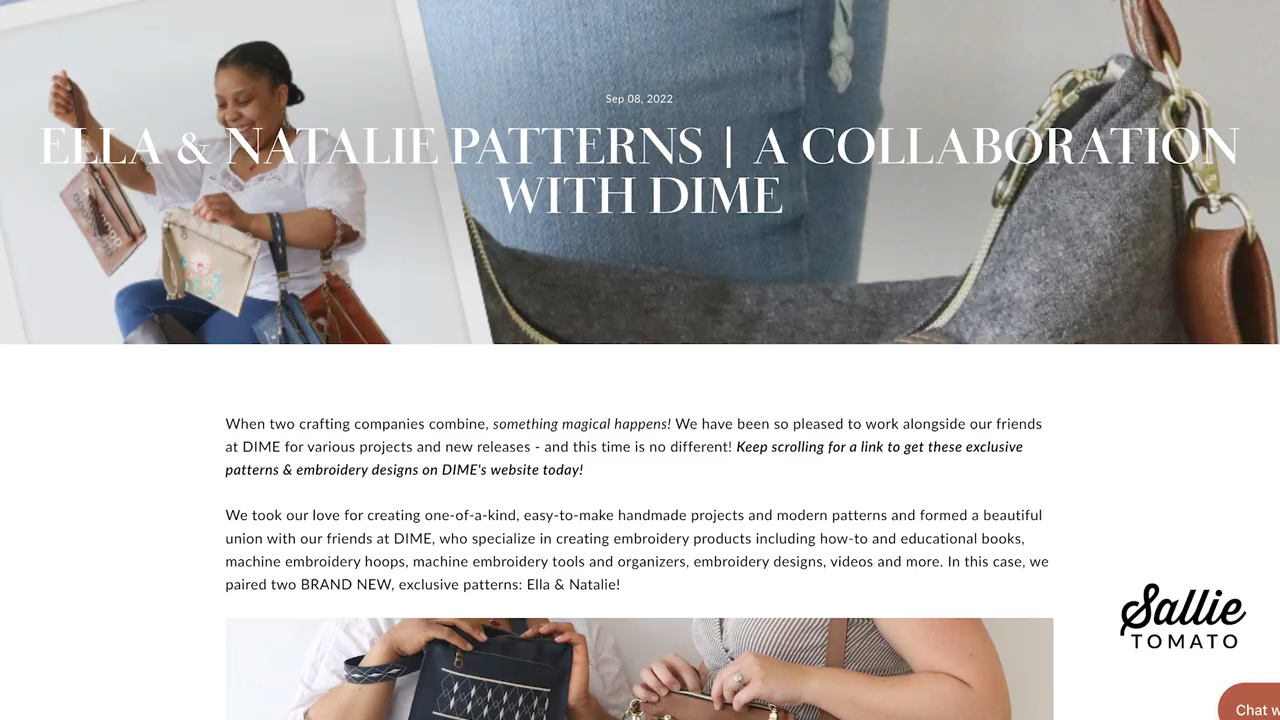 Sep 08, 2022
ELLA & NATALIE PATTERNS | A COLLABORATION
WITH DIME
When two crafting companies combine, something magical happens! We have been so pleased to work alongside our friends
at DIME for various projects and new releases - and this time is no different! Keep scrolling for a link to get these exclusive
patterns & embroidery designs on DIME's website today!
We took our love for creating one-of-a-kind, easy-to-make handmade projects and modern patterns and formed a beautiful
union with our friends at DIME, who specialize in creating embroidery products including how-to and educational books,
machine embroidery hoops, machine embroidery tools and organizers, embroidery designs, videos and more. In this case, we
paired two BRAND NEW, exclusive patterns: Ella & Natalie!
Sallie
TOMATO
Chat w